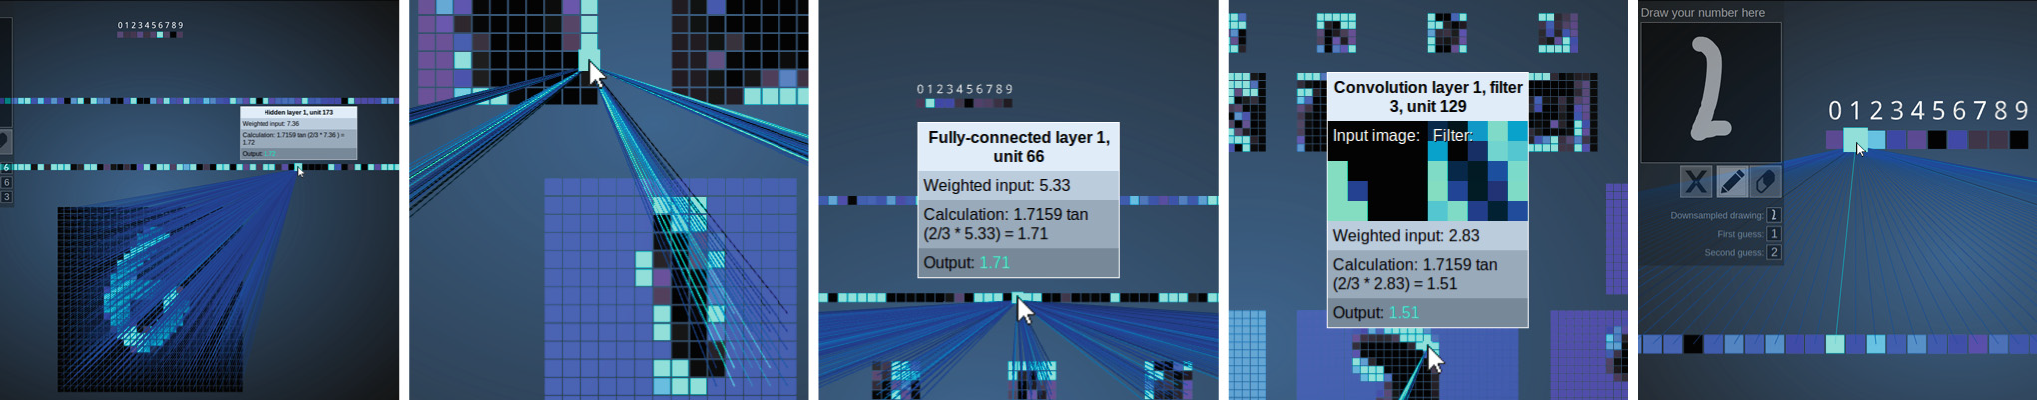 0 1 2 3 4 5 6 7 8 9
Hidden layer 1, unit 173
Weighted input: 7.36
Calculation: 1.7159 tan (2/3 * 7.36 ) =
1.72
Output: 1.72
6
6
3
0 1 2 3 4 5 6 7 8 9
Fully-connected layer 1,
unit 66
Weighted input: 5.33
Calculation: 1.7159 tan
(2/3 * 5.33) = 1.71
Output: 1.71
Convolution layer 1, filter
3, unit 129
Input image: Filter:
Weighted input: 2.83
Calculation: 1.7159 tan
(2/3 * 2.83) = 1.51
Output: 1.51
Draw your number here
2
0 1 2 3 4 5 6 7 8 9
Downsampled drawing: 2
First guess: 1
Second guess: 2